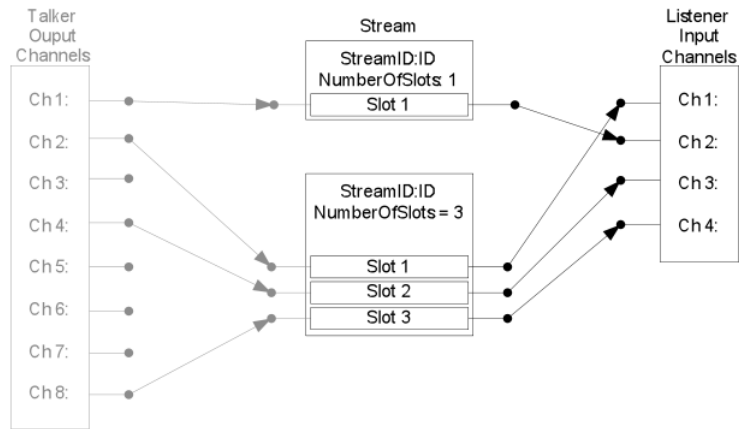 Talker
Ouput
Channels
Ch 1:
Ch 2:
Ch 3:
Ch 4:
Ch 5:
Ch 6:
Ch 7:
Ch 8:
Stream
StreamID:ID
NumberOfSlots: 1
Slot 1
StreamID:ID
NumberOfSlots = 3
Slot 1
Slot 2
Slot 3
Listener
Input
Channels
Ch 1:
Ch 2:
Ch 3:
Ch 4: